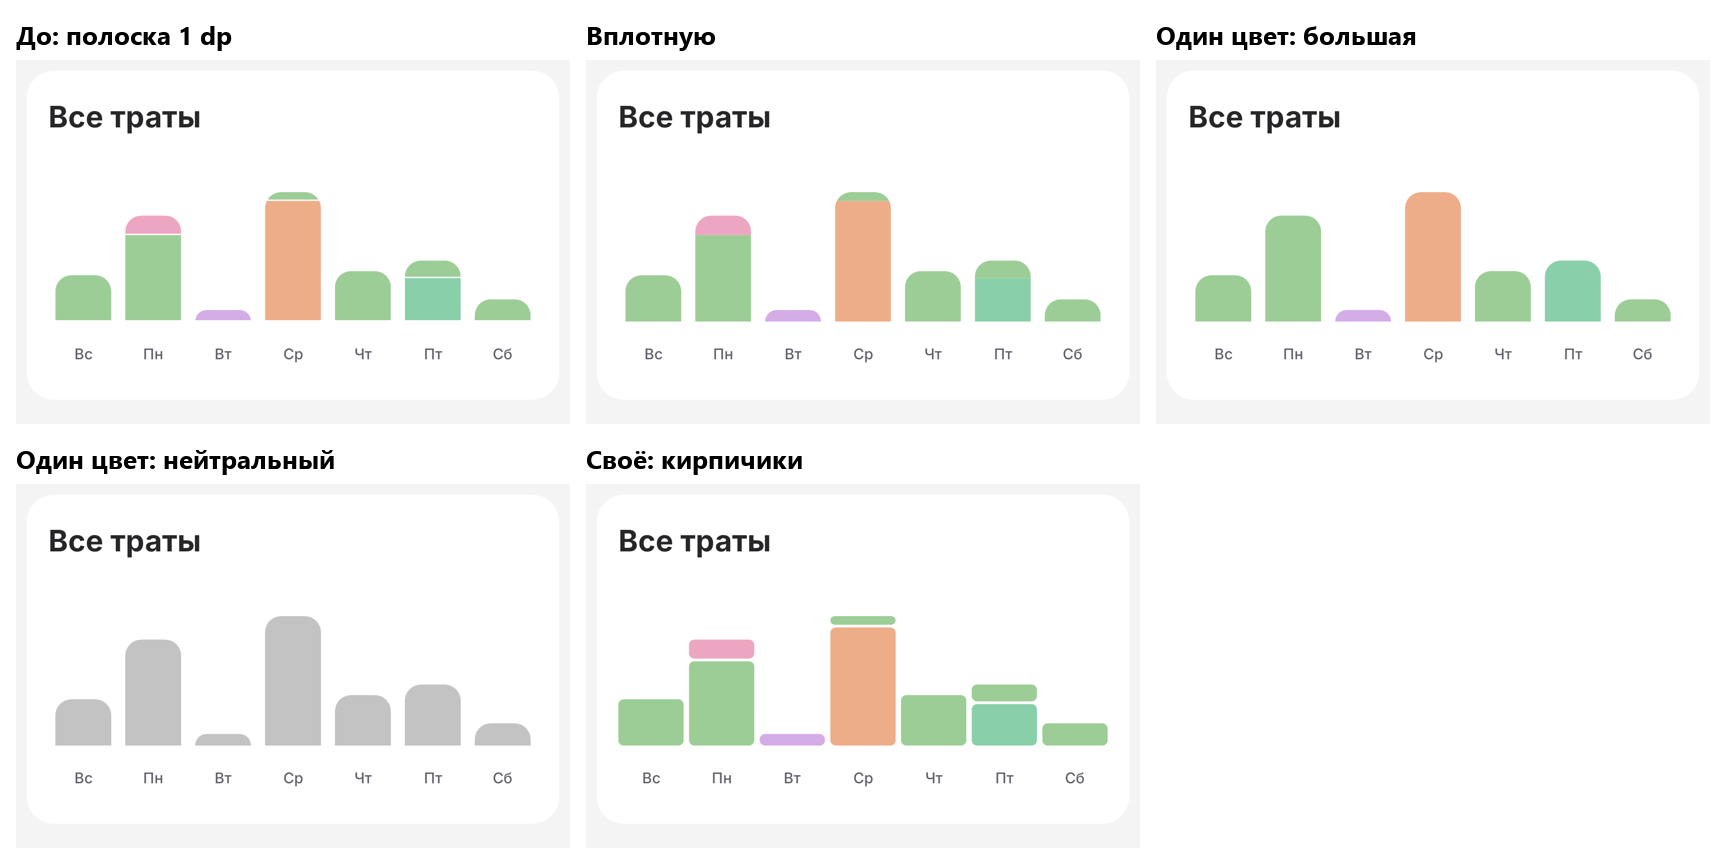 До: полоска 1 dp
Все траты
Вс Пн Вт Ср Чт Пт Сб
Вплотную
Все траты
Вс Пн Вт Ср Чт Пт Сб
Один цвет: большая
Все траты
Вс Пн Вт Ср Чт Пт Сб
Один цвет: нейтральный
Все траты
Вс Пн Вт Ср Чт Пт Сб
Своё: кирпичики
Все траты
Вс Пн Вт Ср Чт Пт Сб